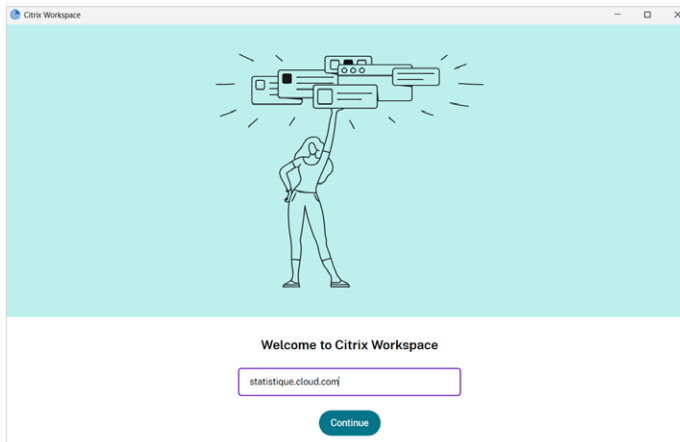 Citrix Workspace
Welcome to Citrix Workspace
statistique.cloud.com
Continue